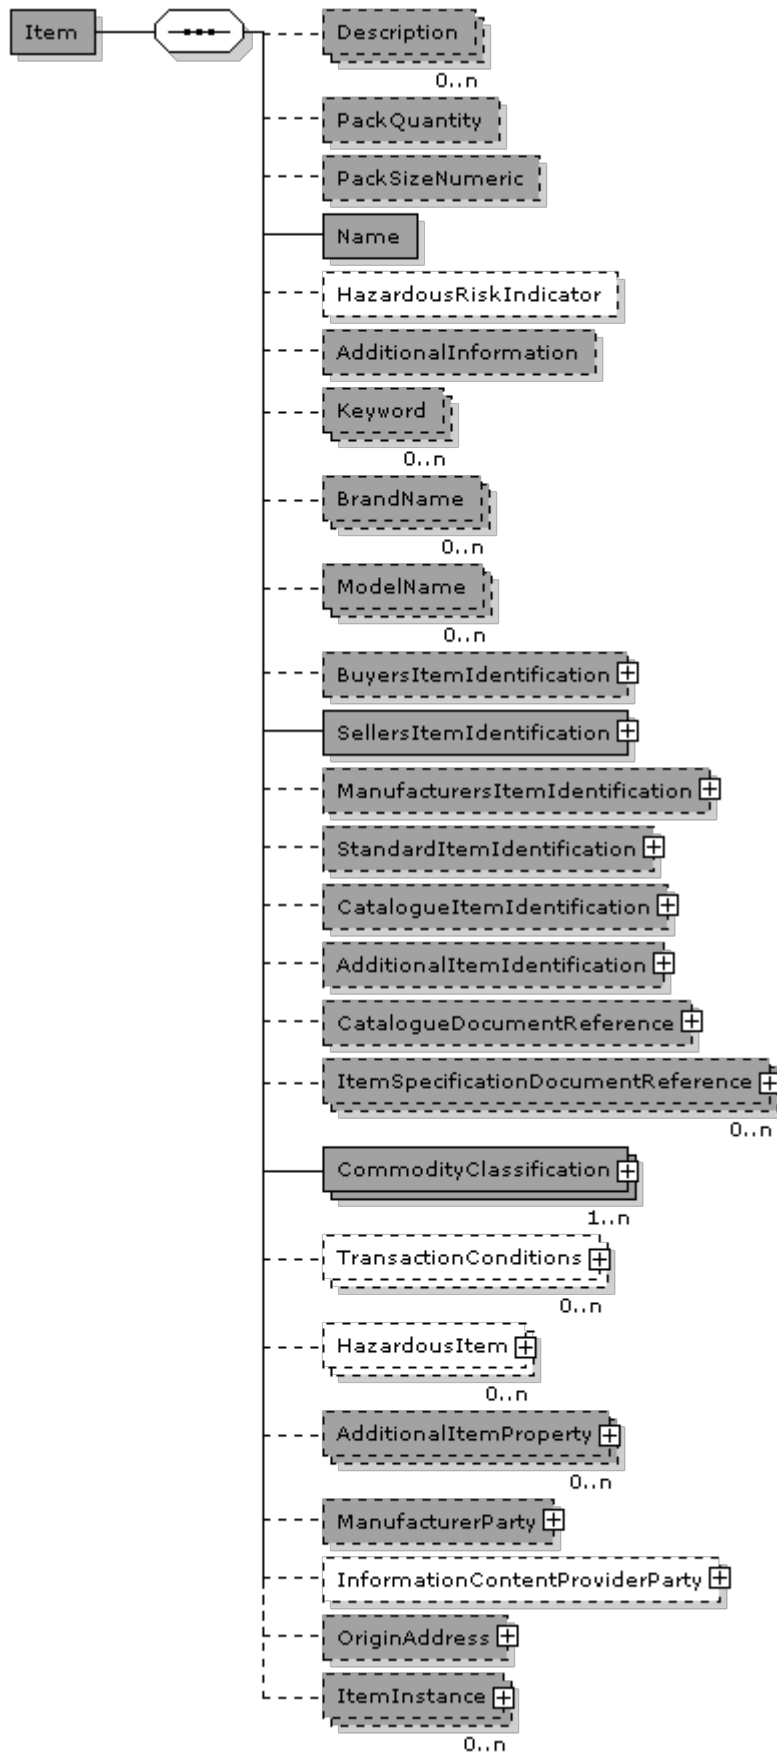 Item
Description
0..n
PackQuantity
PackSizeNumeric
Name
HazardousRiskIndicator
AdditionalInformation
Keyword
0..n
BrandName
0..n
ModelName
0..n
BuyersItemIdentification
SellersItemIdentification
ManufacturersItemIdentification
StandardItemIdentification
CatalogueItemIdentification
AdditionalItemIdentification
CatalogueDocumentReference
ItemSpecificationDocumentReference
0..n
CommodityClassification
1..n
TransactionConditions
0..n
HazardousItem
0..n
AdditionalItemProperty
0..n
ManufacturerParty
InformationContentProviderParty
OriginAddress
ItemInstance
0..n